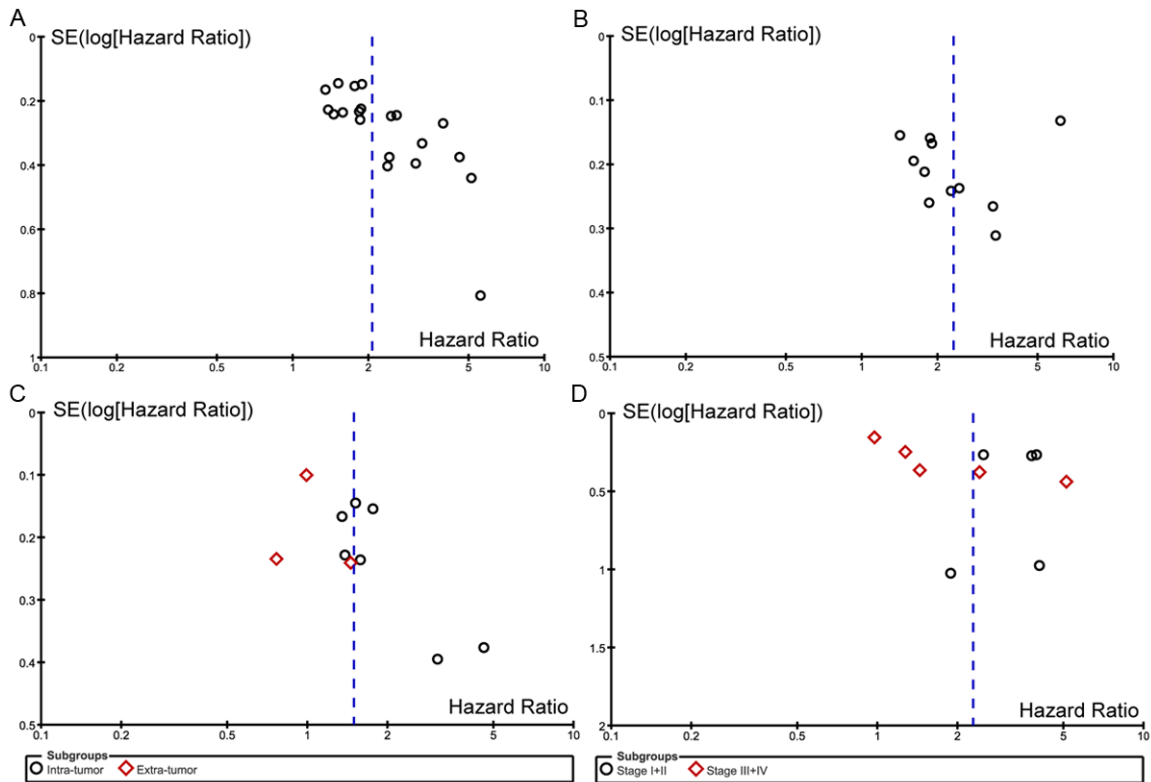 A
SE(log[Hazard Ratio])
0
0.2
0.4
0.6
0.8
1
Hazard Ratio
0.1 0.2 0.5 1 2 5 10
B
SE(log[Hazard Ratio])
0
0.1
0.2
0.3
0.4
0.5
Hazard Ratio
0.1 0.2 0.5 1 2 5 10
C
SE(log[Hazard Ratio])
0
0.1
0.2
0.3
0.4
0.5
Hazard Ratio
0.1 0.2 0.5 1 2 5 10
Subgroups
Intra-tumor Extra-tumor
D
SE(log[Hazard Ratio])
0
0.5
1
1.5
2
Hazard Ratio
0.1 0.2 0.5 1 2 5 10
Subgroups
Stage I+II Stage III+IV